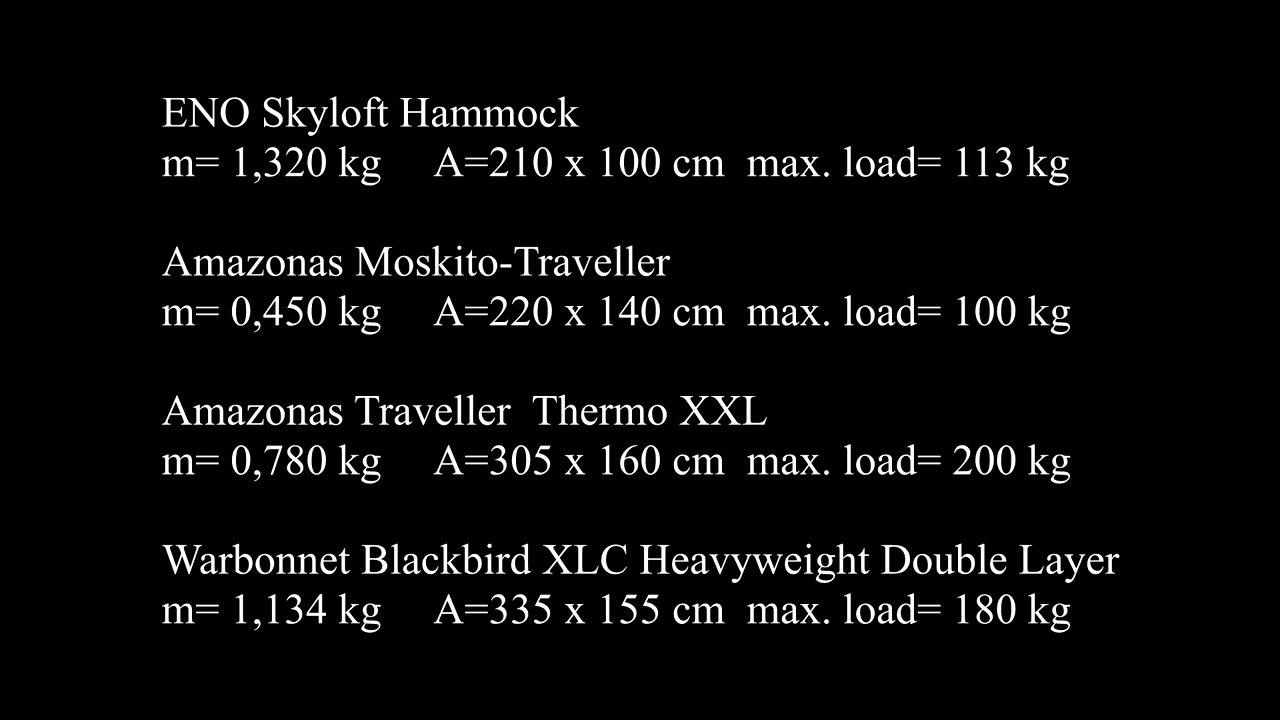 ENO Skyloft Hammock
m= 1,320 kg A=210 x 100 cm max. load= 113 kg
Amazonas Moskito-Traveller
m= 0,450 kg A=220 x 140 cm max. load= 100 kg
Amazonas Traveller Thermo XXL
m= 0,780 kg A=305 x 160 cm max. load= 200 kg
Warbonnet Blackbird XLC Heavyweight Double Layer
m= 1,134 kg A=335 x 155 cm max. load= 180 kg